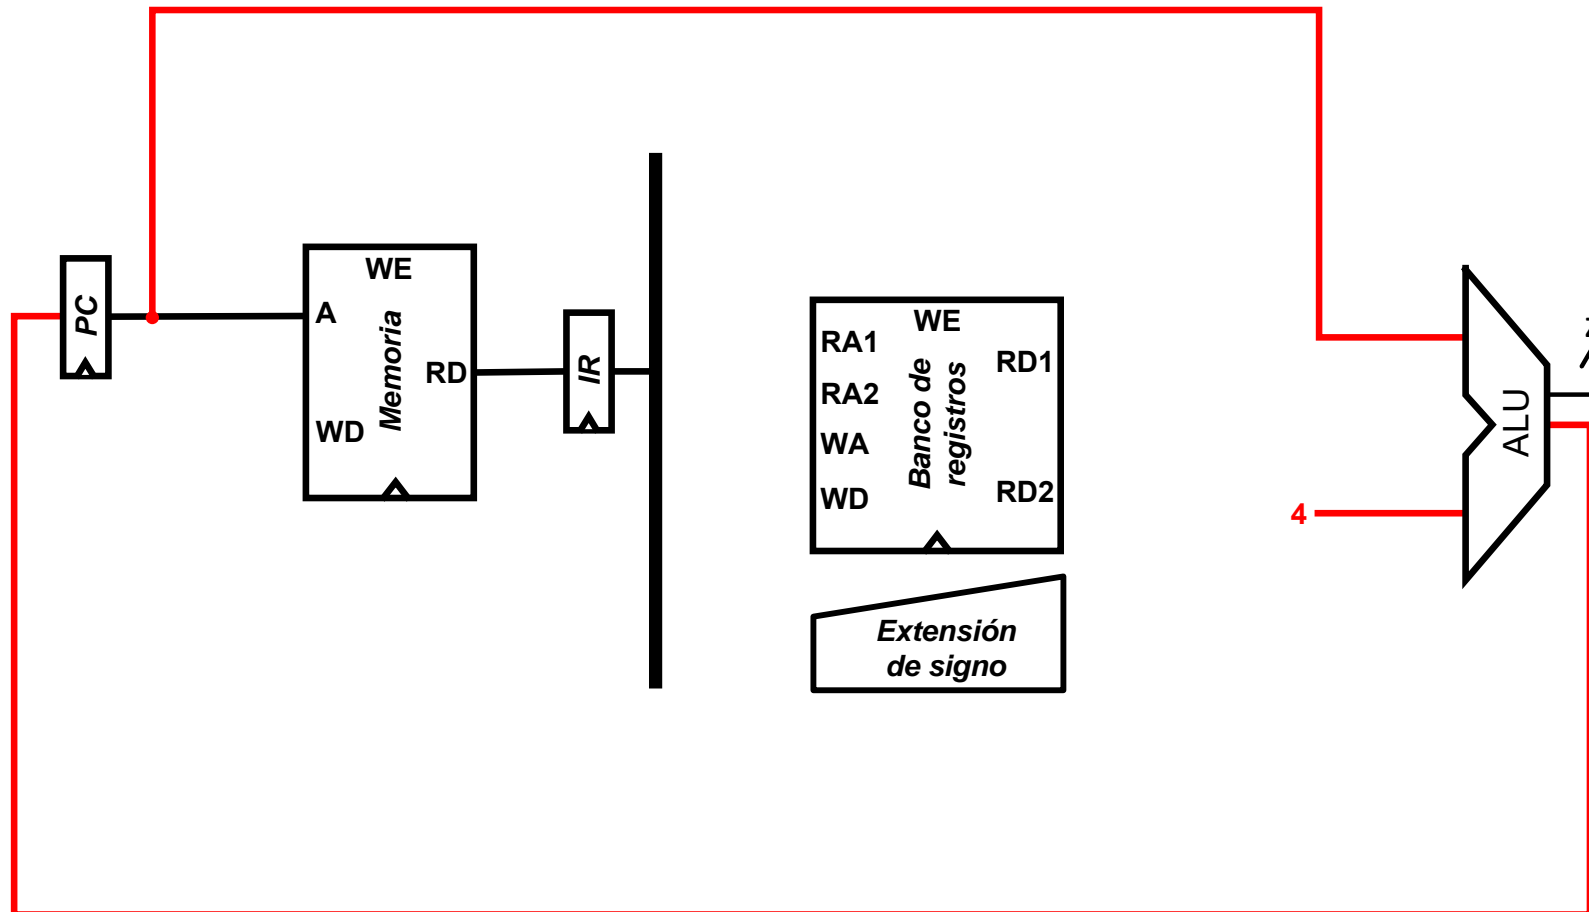 PC
WE
A
Memoria
RD
WD
IR
WE
RA1
RA2
WA
WD
Banco de
registros
RD1
RD2
Extensión
de signo
4
ALU